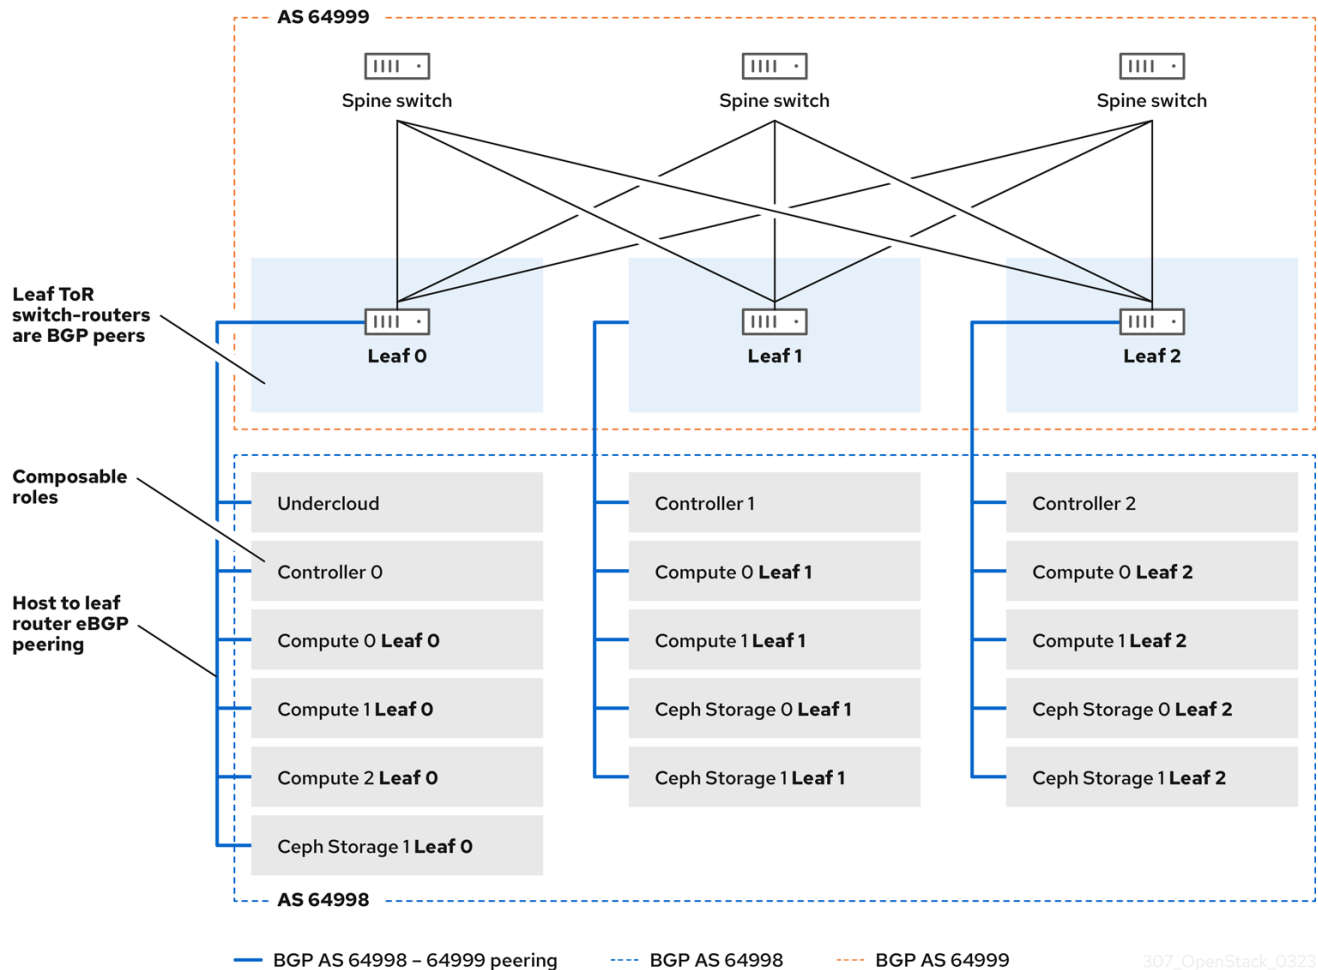 AS 64999
Spine switch
Spine switch
Spine switch
Leaf ToR
switch-routers
are BGP peers
Leaf 0
Leaf 1
Leaf 2
Composable
roles
Host to leaf
router eBGP
peering
Undercloud
Controller 0
Compute 0 Leaf 0
Compute 1 Leaf 0
Compute 2 Leaf 0
Ceph Storage 1 Leaf 0
Controller 1
Compute 0 Leaf 1
Compute 1 Leaf 1
Ceph Storage 0 Leaf 1
Ceph Storage 1 Leaf 1
Controller 2
Compute 0 Leaf 2
Compute 1 Leaf 2
Ceph Storage 0 Leaf 2
Ceph Storage 1 Leaf 2
AS 64998
BGP AS 64998 – 64999 peering
BGP AS 64998
BGP AS 64999
307_OpenStack_0323